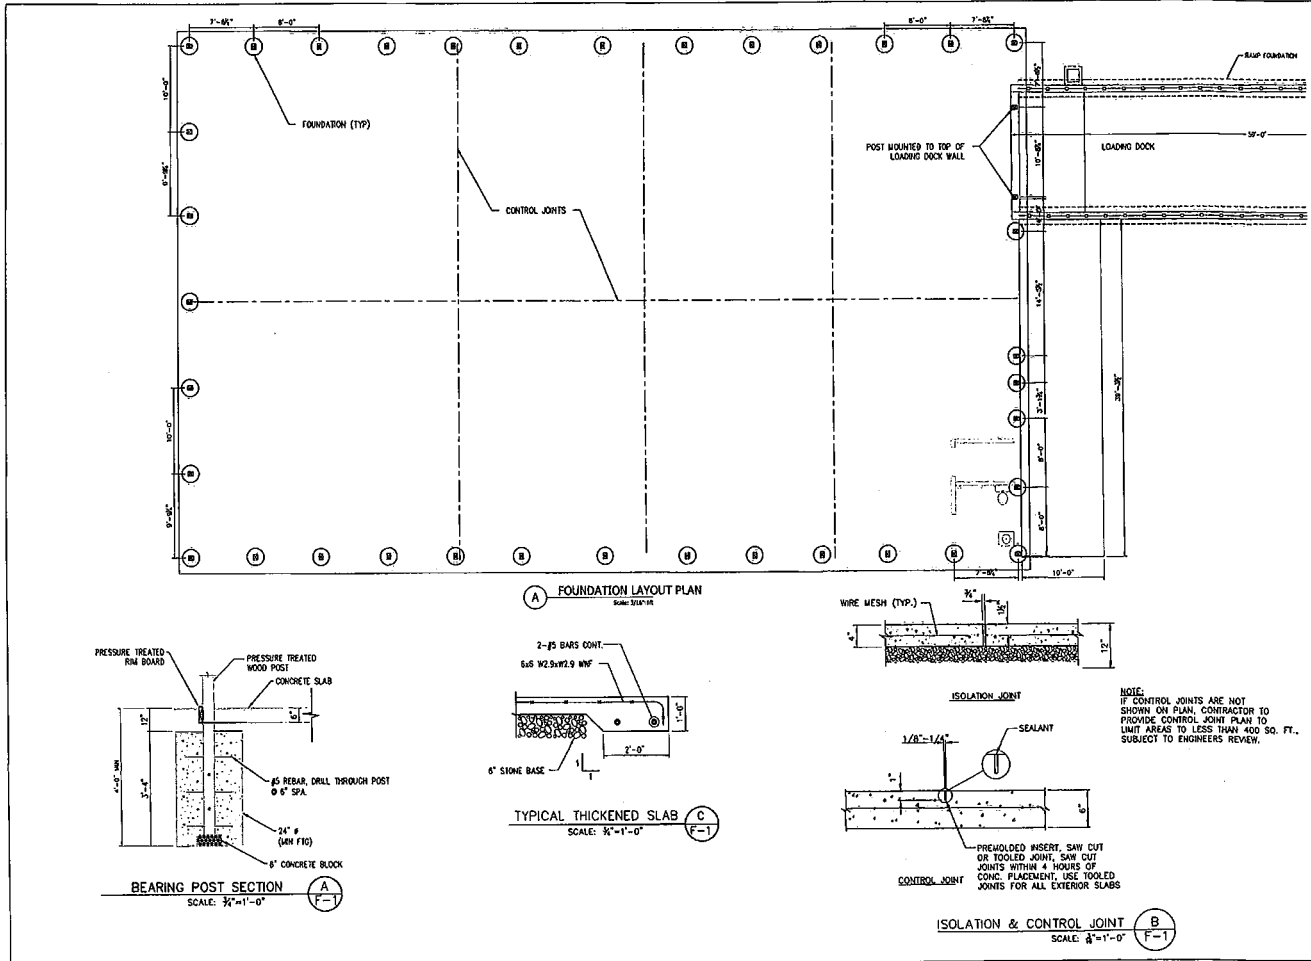 8'-0"
8'-0"
10'-0"
RAMP FOUNDATION
FOUNDATION (TYP)
POST MOUNTED TO TOP OF
LOADING DOCK WALL
LOADING DOCK
CONTROL JOINTS
10'-0"
8'-0"
8'-0"
10'-0"
A
FOUNDATION LAYOUT PLAN
WIRE MESH (TYP.)
4"
12"
ISOLATION JOINT
NOTE:
IF CONTROL JOINTS ARE NOT
SHOWN ON PLAN, CONTRACTOR TO
PROVIDE CONTROL JOINT PLAN TO
LIMIT AREAS TO LESS THAN 400 SQ. FT.,
SUBJECT TO ENGINEERS REVIEW.
PRESSURE TREATED
RIM BOARD
PRESSURE TREATED
WOOD POST
CONCRETE SLAB
6"
12"
4'-0" MIN
3'-4"
#5 REBAR, DRILL THROUGH POST
@ 6" SPA.
24" ø
(MIN FTG)
8" CONCRETE BLOCK
BEARING POST SECTION
A
F-1
SCALE: ¾"=1'-0"
2-#5 BARS CONT.
6x6 W2.9xW2.9 WWF
1'-0"
2'-0"
6" STONE BASE
1
1
TYPICAL THICKENED SLAB
C
F-1
SCALE: ¾"=1'-0"
SEALANT
1/8"-1/4"
1"
6"
PREMOLDED INSERT, SAW CUT
OR TOOLED JOINT, SAW CUT
JOINTS WITHIN 4 HOURS OF
CONC. PLACEMENT, USE TOOLED
JOINTS FOR ALL EXTERIOR SLABS
CONTROL JOINT
ISOLATION & CONTROL JOINT
B
F-1